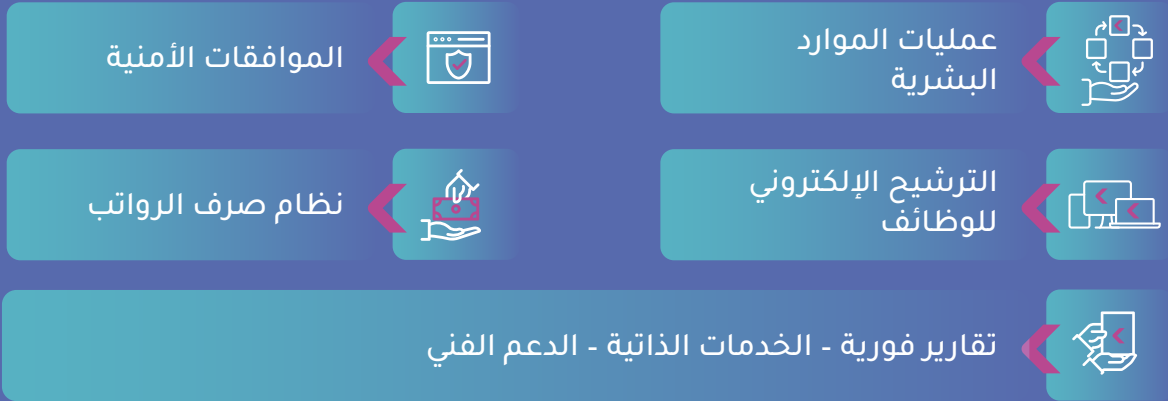 عمليات الموارد
البشرية
الموافقات الأمنية
الترشيح الإلكتروني
للوظائف
نظام صرف الرواتب
تقارير فورية - الخدمات الذاتية - الدعم الفني